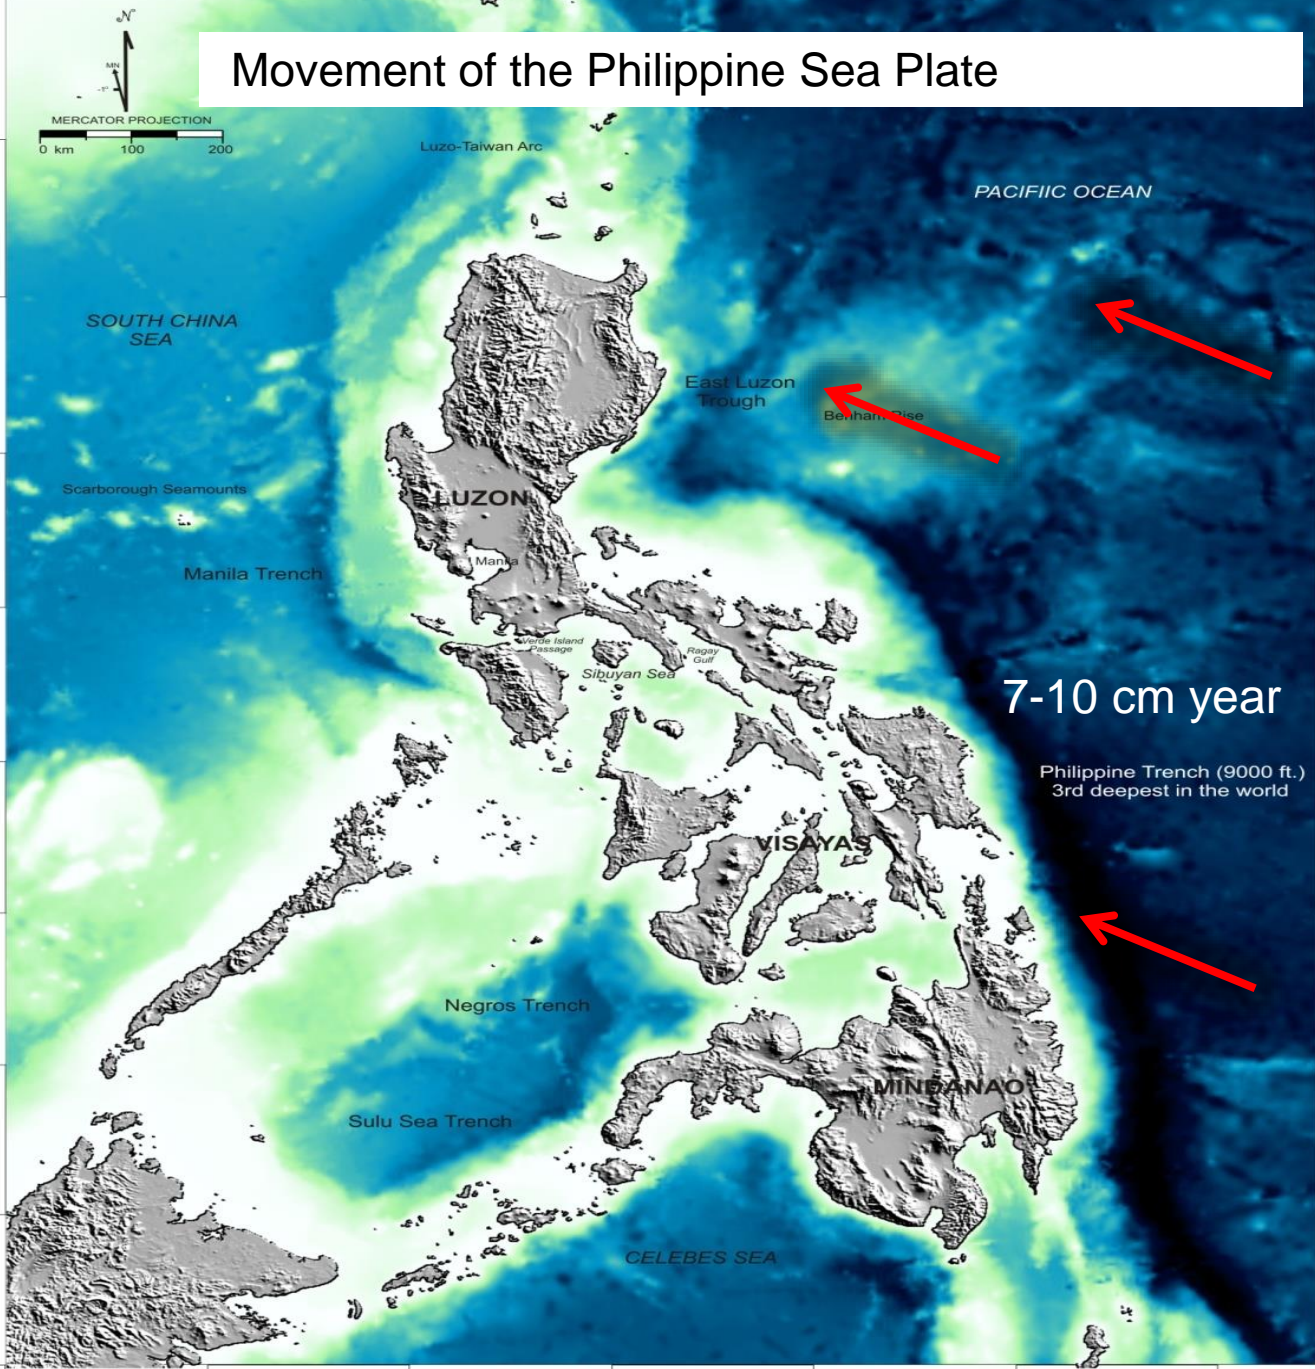 N
Movement of the Philippine Sea Plate
MN
-1°
MERCATOR PROJECTION
0 km 100 200
Luzo-Taiwan Arc
PACIFIIC OCEAN
SOUTH CHINA
SEA
East Luzon
Trough
Benham Rise
Scarborough Seamounts
LUZON
Manila
Manila Trench
Verde Island
Passage
Ragay
Gulf
Sibuyan Sea
7-10 cm year
Philippine Trench (9000 ft.)
3rd deepest in the world
VISAYAS
Negros Trench
MINDANAO
Sulu Sea Trench
CELEBES SEA